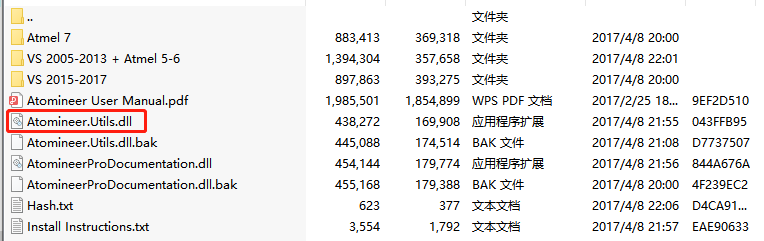 .. 文件夹
Atmel 7 883,413 369,318 文件夹 2017/4/8 20:00
VS 2005-2013 + Atmel 5-6 1,394,304 357,658 文件夹 2017/4/8 22:01
VS 2015-2017 897,863 393,275 文件夹 2017/4/8 20:00
Atomineer User Manual.pdf 1,985,501 1,854,899 WPS PDF 文档 2017/2/25 18... 9EF2D510
Atomineer.Utils.dll 438,272 169,908 应用程序扩展 2017/4/8 21:55 043FFB95
Atomineer.Utils.dll.bak 445,088 174,514 BAK 文件 2017/4/8 21:08 D7737507
AtomineerProDocumentation.dll 454,144 179,774 应用程序扩展 2017/4/8 21:56 844A676A
AtomineerProDocumentation.dll.bak 455,168 179,388 BAK 文件 2017/4/8 20:00 4F239EC2
Hash.txt 623 377 文本文档 2017/4/8 22:06 D4CA91...
Install Instructions.txt 3,554 1,792 文本文档 2017/4/8 21:57 EAE90633